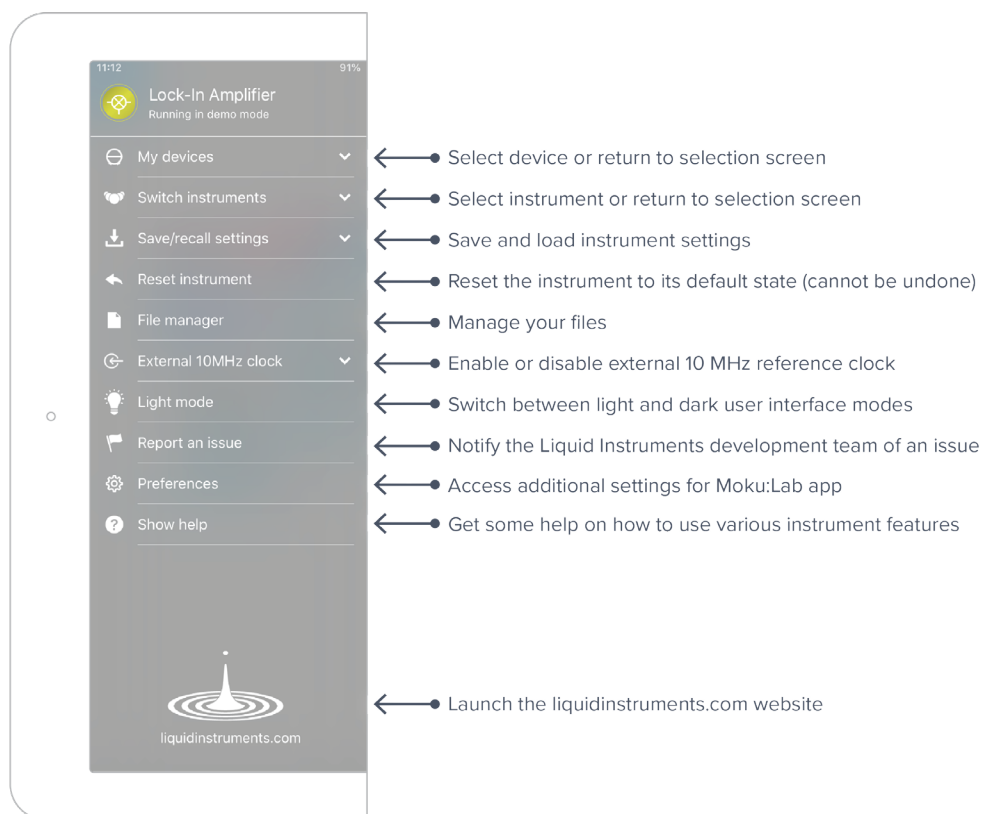 11:12 91%
Lock-In Amplifier
Running in demo mode
My devices
Select device or return to selection screen
Switch instruments
Select instrument or return to selection screen
Save/recall settings
Save and load instrument settings
Reset instrument
Reset the instrument to its default state (cannot be undone)
File manager
Manage your files
External 10MHz clock
Enable or disable external 10 MHz reference clock
Light mode
Switch between light and dark user interface modes
Report an issue
Notify the Liquid Instruments development team of an issue
Preferences
Access additional settings for Moku:Lab app
Show help
Get some help on how to use various instrument features
Launch the liquidinstruments.com website
liquidinstruments.com